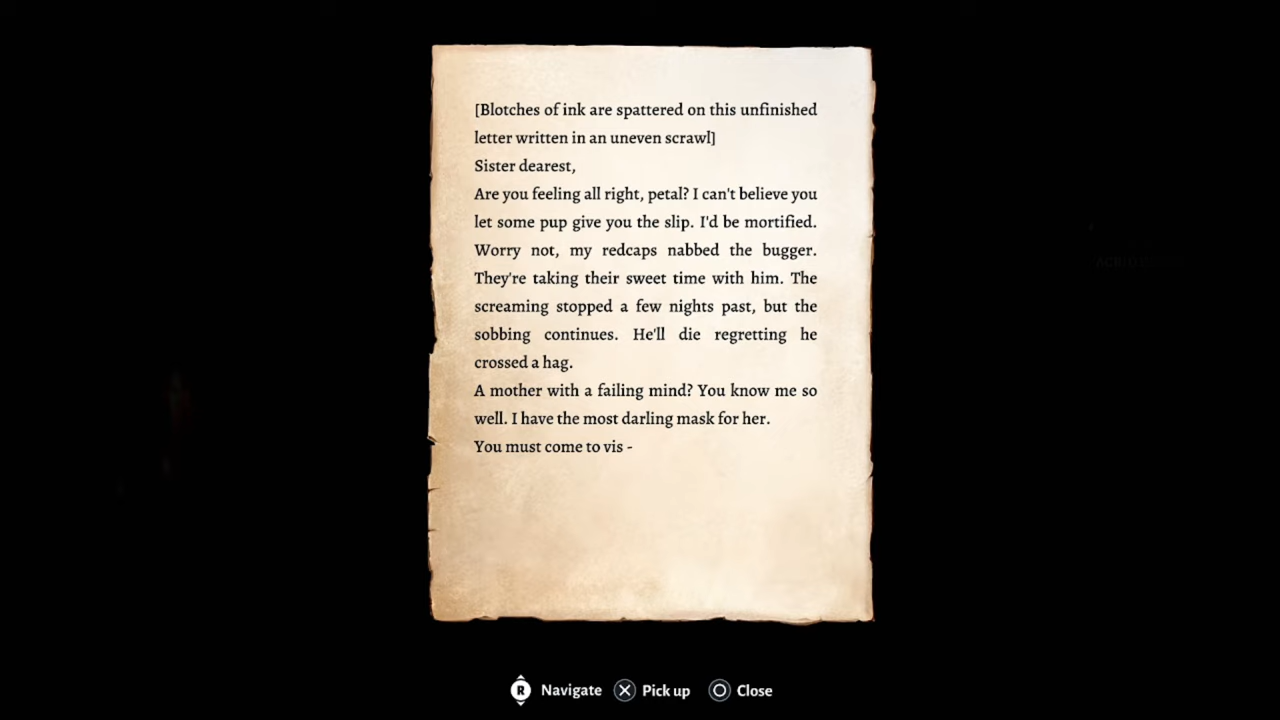 [Blotches of ink are spattered on this unfinished
letter written in an uneven scrawl]
Sister dearest,
Are you feeling all right, petal? I can't believe you
let some pup give you the slip. I'd be mortified.
Worry not, my redcaps nabbed the bugger.
They're taking their sweet time with him. The
screaming stopped a few nights past, but the
sobbing continues. He'll die regretting he
crossed a hag.
A mother with a failing mind? You know me so
well. I have the most darling mask for her.
You must come to vis -
R Navigate Pick up Close